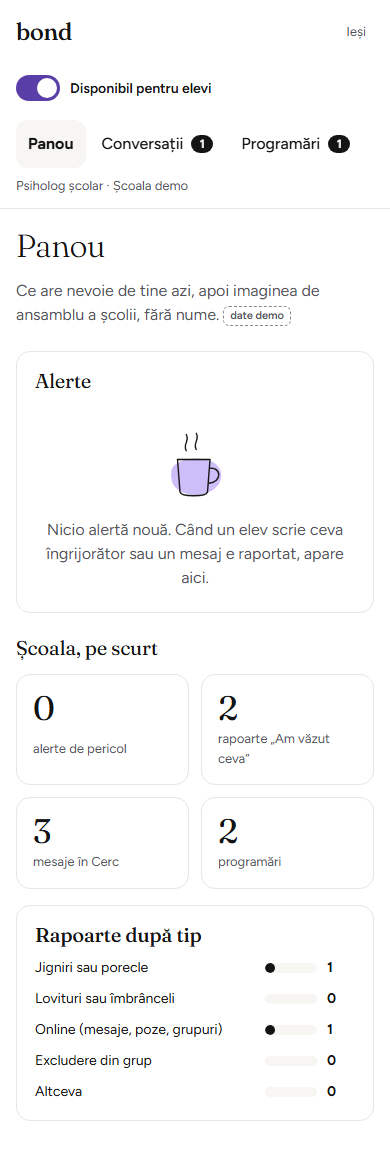 bond
Ieși
Disponibil pentru elevi
Panou
Conversații 1
Programări 1
Psiholog școlar · Școala demo
Panou
Ce are nevoie de tine azi, apoi imaginea de
ansamblu a școlii, fără nume. date demo
Alerte
Nicio alertă nouă. Când un elev scrie ceva
îngrijorător sau un mesaj e raportat, apare
aici.
Școala, pe scurt
0
alerte de pericol
2
rapoarte „Am văzut
ceva”
3
mesaje în Cerc
2
programări
Rapoarte după tip
Jigniri sau porecle 1
Lovituri sau îmbrânceli 0
Online (mesaje, poze, grupuri) 1
Excludere din grup 0
Altceva 0